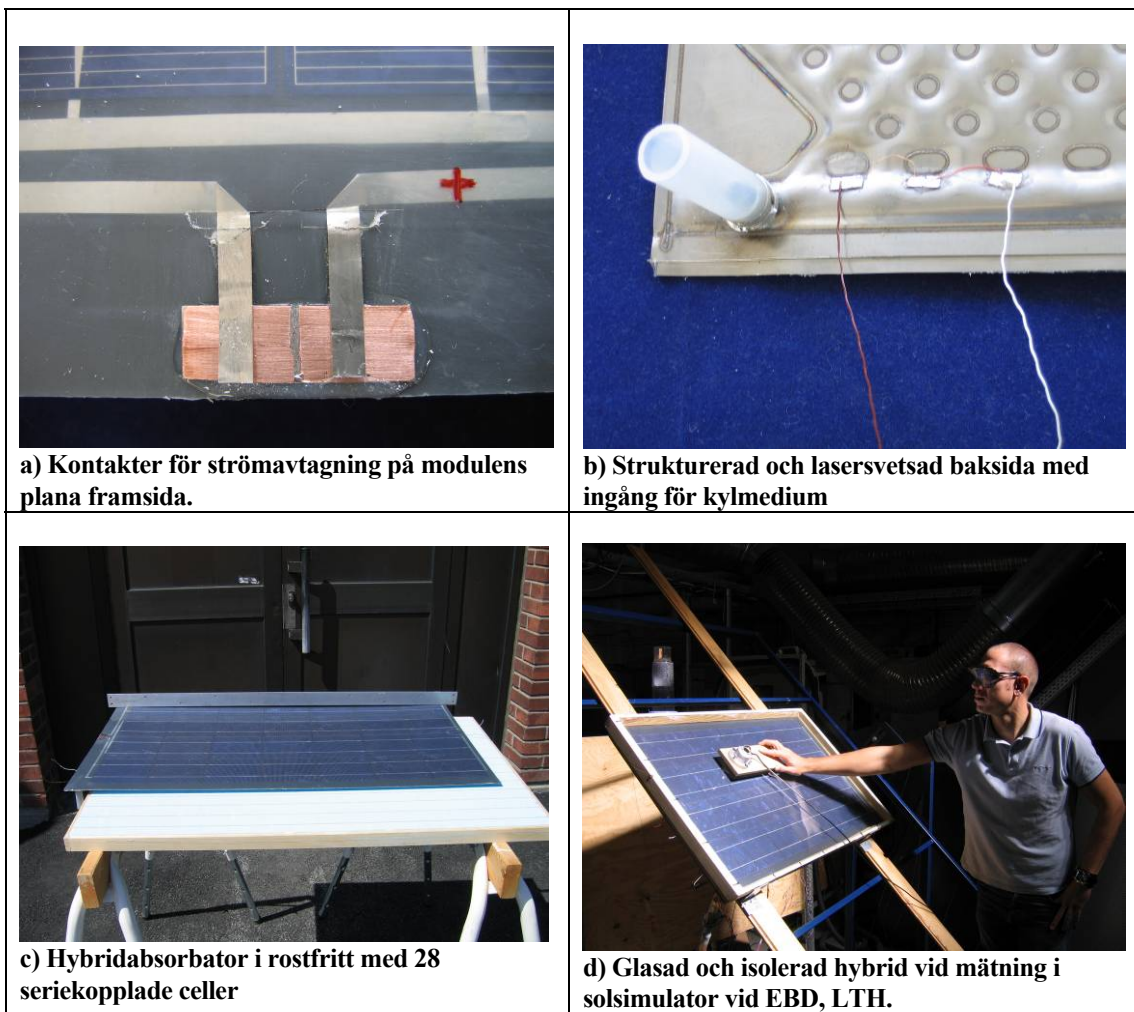 a) Kontakter för strömavtagning på modulens
plana framsida.
b) Strukturerad och lasersvetsad baksida med
ingång för kylmedium
c) Hybridabsorbator i rostfritt med 28
seriekopplade celler
d) Glasad och isolerad hybrid vid mätning i
solsimulator vid EBD, LTH.